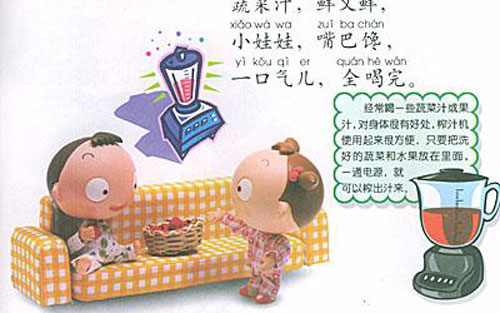 蔬菜汁，鲜又鲜，
xiǎo wá wa zuǐ ba chán
小娃娃，嘴巴馋，
yì kǒu qì er quán hē wán
一口气儿，全喝完。
经常喝一些蔬菜汁或果
汁，对身体很有好处，榨汁机
使用起来很方便，只要把洗
好的蔬菜和水果放在里面，
一通电源，就
可以榨出汁来。